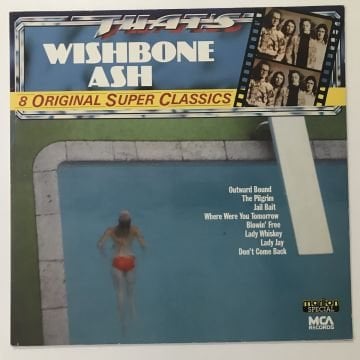 THAT'S
WISHBONE
ASH
8 ORIGINAL SUPER CLASSICS
Outward Bound
The Pilgrim
Jail Bait
Where Were You Tomorrow
Blowin' Free
Lady Whiskey
Lady Jay
Don't Come Back
marifon
SPECIAL
MCA
RECORDS